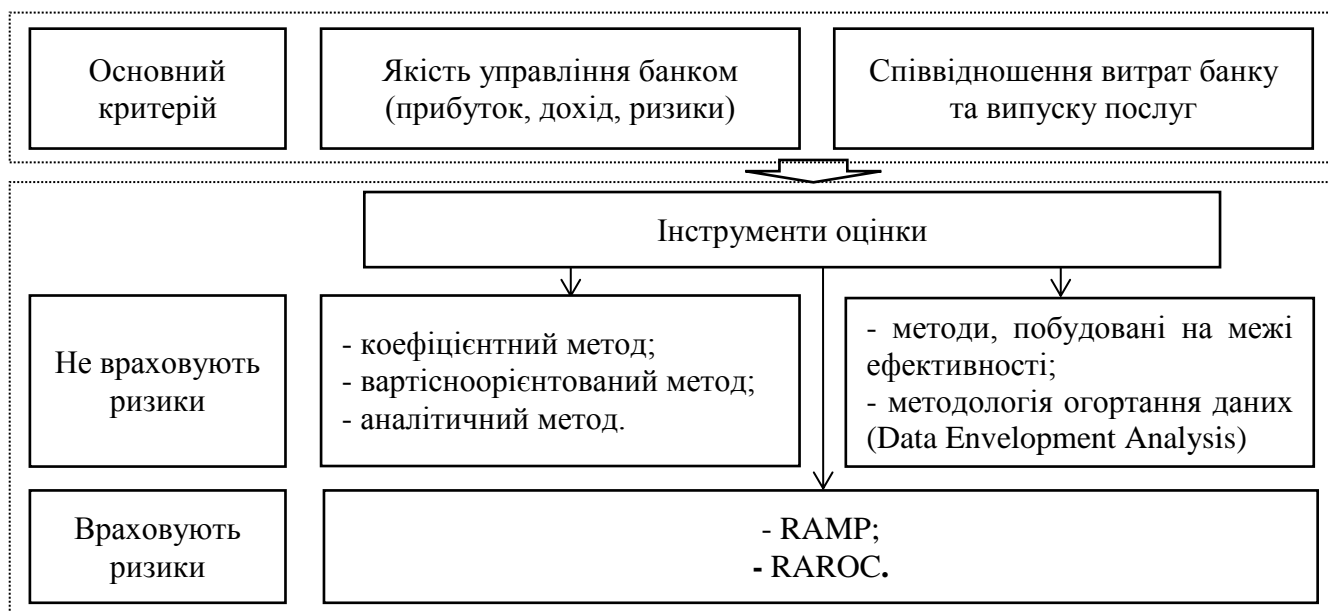 Основний
критерій
Якість управління банком
(прибуток, дохід, ризики)
Співвідношення витрат банку
та випуску послуг
Інструменти оцінки
Не враховують
ризики
- коефіцієнтний метод;
- вартісноорієнтований метод;
- аналітичний метод.
- методи, побудовані на межі
ефективності;
- методологія огортання даних
(Data Envelopment Analysis)
Враховують
ризики
- RAMP;
- RAROC.